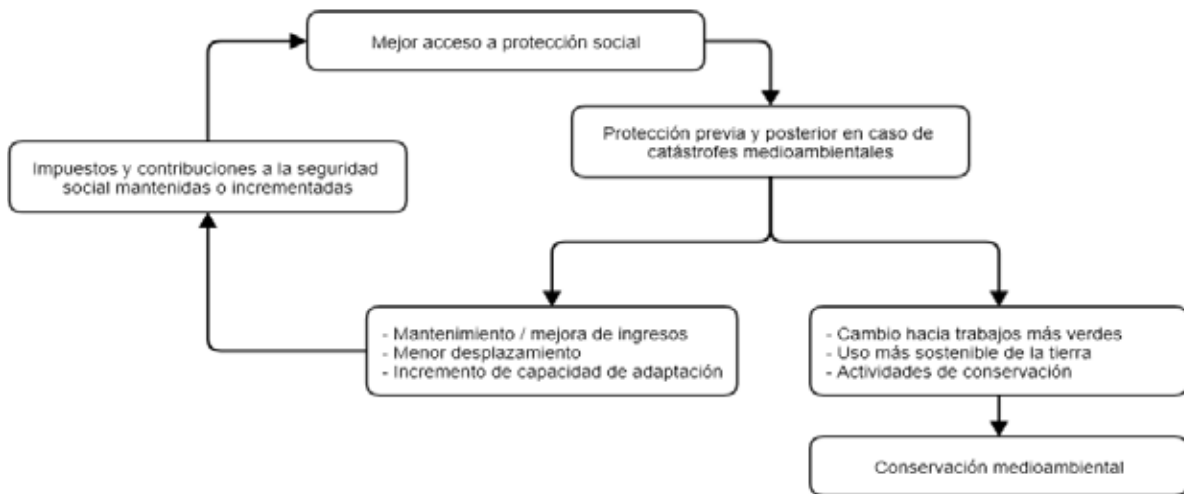 Mejor acceso a protección social
Protección previa y posterior en caso de
catástrofes medioambientales
Impuestos y contribuciones a la seguridad
social mantenidas o incrementadas
- Mantenimiento / mejora de ingresos
- Menor desplazamiento
- Incremento de capacidad de adaptación
- Cambio hacia trabajos más verdes
- Uso más sostenible de la tierra
- Actividades de conservación
Conservación medioambiental